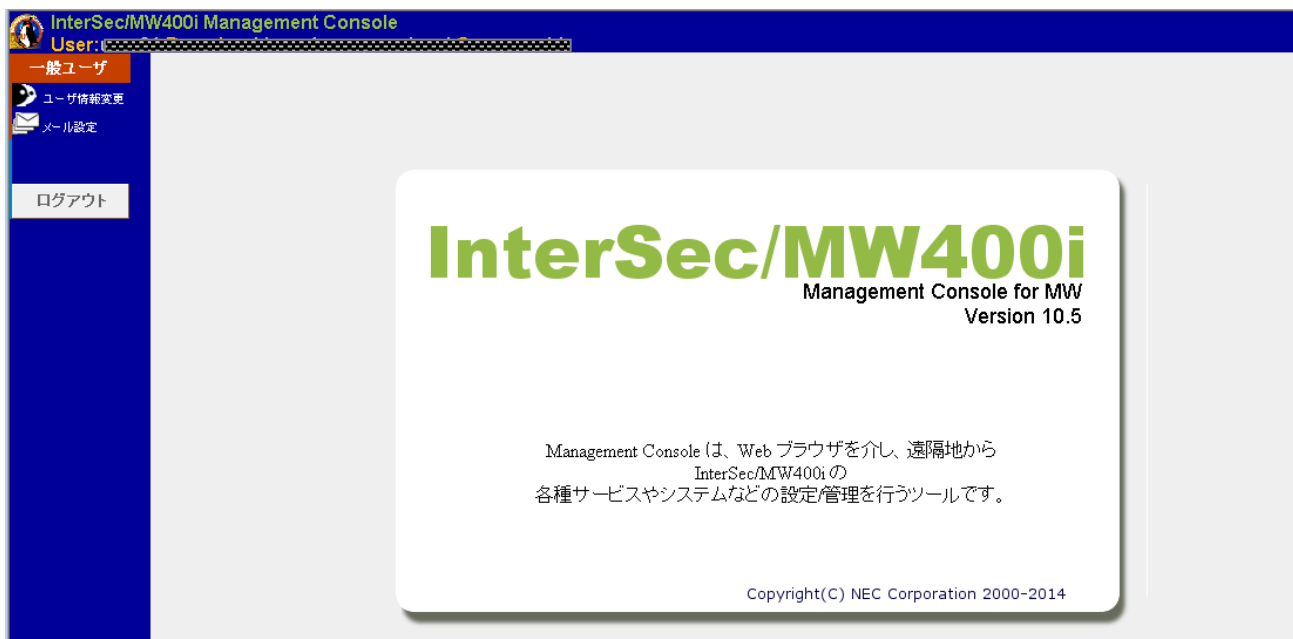 InterSec/MW400i Management Console
User:
一般ユーザ
ユーザ情報変更
メール設定
ログアウト
InterSec/MW400i
Management Console for MW
Version 10.5
Management Console は、Web ブラウザを介し、遠隔地から
InterSec/MW400i の
各種サービスやシステムなどの設定/管理を行うツールです。
Copyright(C) NEC Corporation 2000-2014